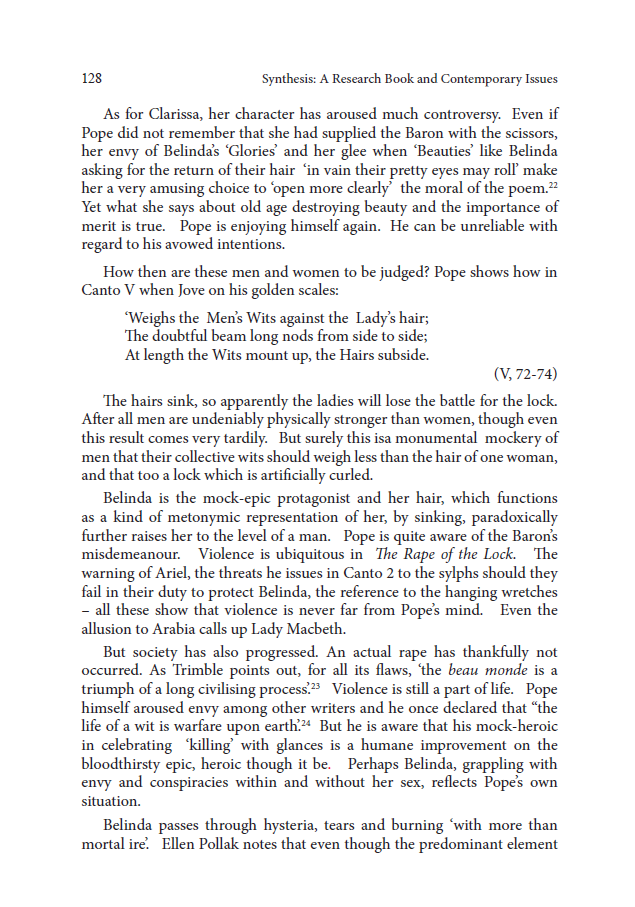 128 Synthesis: A Research Book and Contemporary Issues
As for Clarissa, her character has aroused much controversy. Even if
Pope did not remember that she had supplied the Baron with the scissors,
her envy of Belinda's 'Glories' and her glee when 'Beauties' like Belinda
asking for the return of their hair 'in vain their pretty eyes may roll' make
her a very amusing choice to 'open more clearly' the moral of the poem.²²
Yet what she says about old age destroying beauty and the importance of
merit is true. Pope is enjoying himself again. He can be unreliable with
regard to his avowed intentions.
How then are these men and women to be judged? Pope shows how in
Canto V when Jove on his golden scales:
'Weighs the Men's Wits against the Lady's hair;
The doubtful beam long nods from side to side;
At length the Wits mount up, the Hairs subside.
(V, 72-74)
The hairs sink, so apparently the ladies will lose the battle for the lock.
After all men are undeniably physically stronger than women, though even
this result comes very tardily. But surely this isa monumental mockery of
men that their collective wits should weigh less than the hair of one woman,
and that too a lock which is artificially curled.
Belinda is the mock-epic protagonist and her hair, which functions
as a kind of metonymic representation of her, by sinking, paradoxically
further raises her to the level of a man. Pope is quite aware of the Baron's
misdemeanour. Violence is ubiquitous in The Rape of the Lock. The
warning of Ariel, the threats he issues in Canto 2 to the sylphs should they
fail in their duty to protect Belinda, the reference to the hanging wretches
– all these show that violence is never far from Pope's mind. Even the
allusion to Arabia calls up Lady Macbeth.
But society has also progressed. An actual rape has thankfully not
occurred. As Trimble points out, for all its flaws, 'the beau monde is a
triumph of a long civilising process'.²³ Violence is still a part of life. Pope
himself aroused envy among other writers and he once declared that "the
life of a wit is warfare upon earth'.²⁴ But he is aware that his mock-heroic
in celebrating 'killing' with glances is a humane improvement on the
bloodthirsty epic, heroic though it be. Perhaps Belinda, grappling with
envy and conspiracies within and without her sex, reflects Pope's own
situation.
Belinda passes through hysteria, tears and burning 'with more than
mortal ire'. Ellen Pollak notes that even though the predominant element